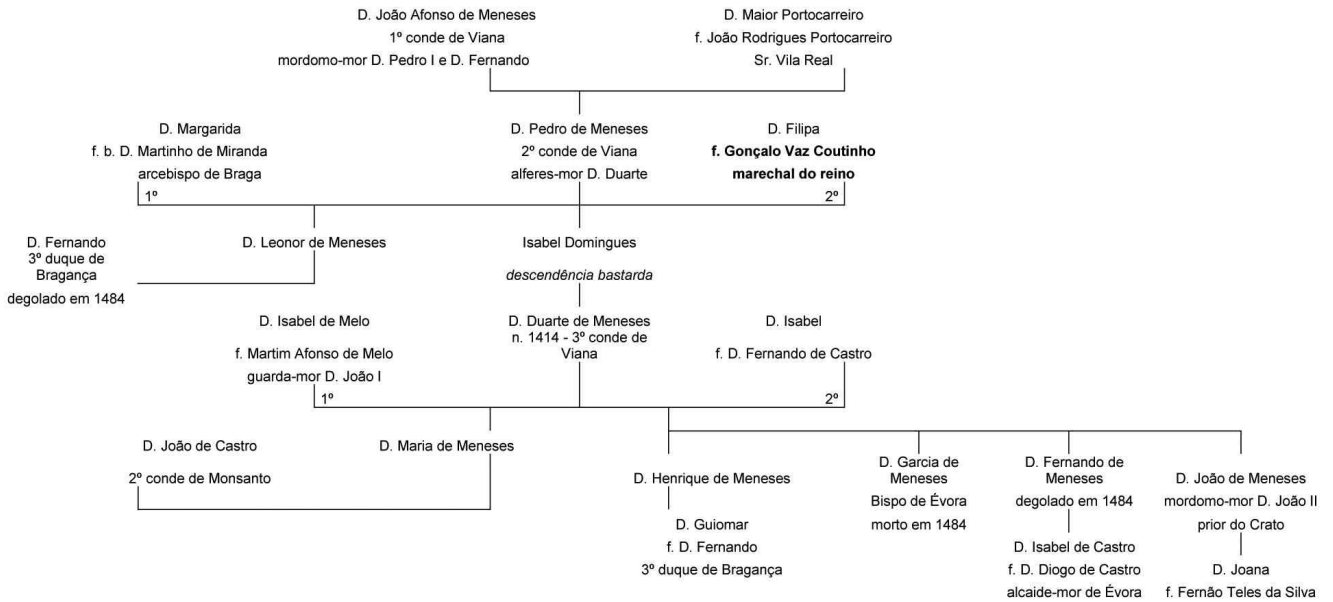 D. João Afonso de Meneses
1º conde de Viana
mordomo-mor D. Pedro I e D. Fernando
D. Maior Portocarreiro
f. João Rodrigues Portocarreiro
Sr. Vila Real
D. Margarida
f. b. D. Martinho de Miranda
arcebispo de Braga
D. Pedro de Meneses
2º conde de Viana
alferes-mor D. Duarte
D. Filipa
f. Gonçalo Vaz Coutinho
marechal do reino
1º
2º
D. Fernando
3º duque de
Bragança
degolado em 1484
D. Leonor de Meneses
Isabel Domingues
descendência bastarda
D. Isabel de Melo
f. Martim Afonso de Melo
guarda-mor D. João I
D. Duarte de Meneses
n. 1414 - 3º conde de
Viana
D. Isabel
f. D. Fernando de Castro
1º
2º
D. João de Castro
2º conde de Monsanto
D. Maria de Meneses
D. Henrique de Meneses
D. Guiomar
f. D. Fernando
3º duque de Bragança
D. Garcia de
Meneses
Bispo de Évora
morto em 1484
D. Fernando de
Meneses
degolado em 1484
D. Isabel de Castro
f. D. Diogo de Castro
alcaide-mor de Évora
D. João de Meneses
mordomo-mor D. João II
prior do Crato
D. Joana
f. Fernão Teles da Silva